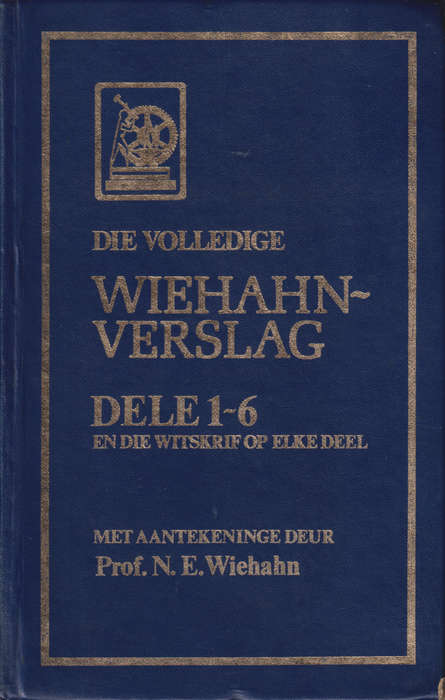 DIE VOLLEDIGE
WIEHAHN-
VERSLAG
DELE 1-6
EN DIE WITSKRIF OP ELKE DEEL
MET AANTEKENINGE DEUR
Prof. N. E. Wiehahn